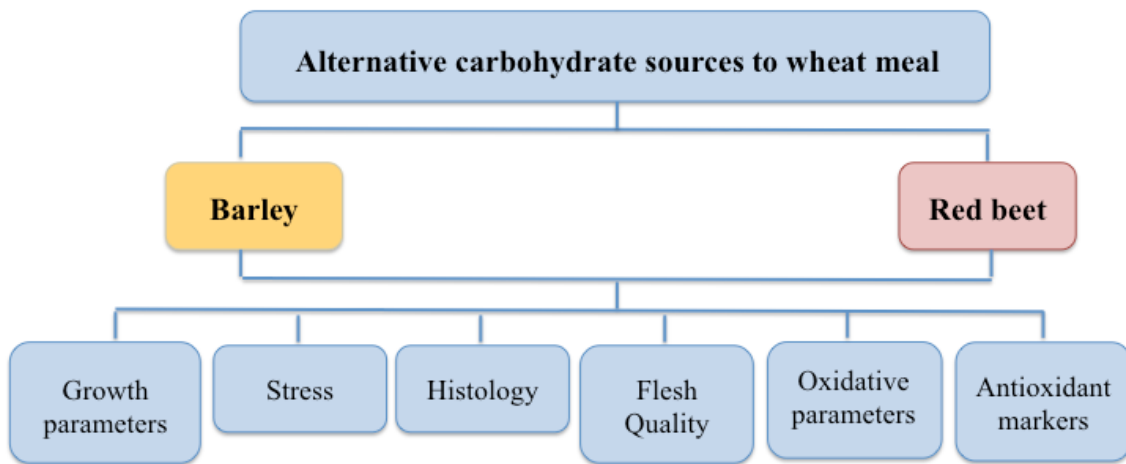 Alternative carbohydrate sources to wheat meal
Barley
Red beet
Growth
parameters
Stress
Histology
Flesh
Quality
Oxidative
parameters
Antioxidant
markers